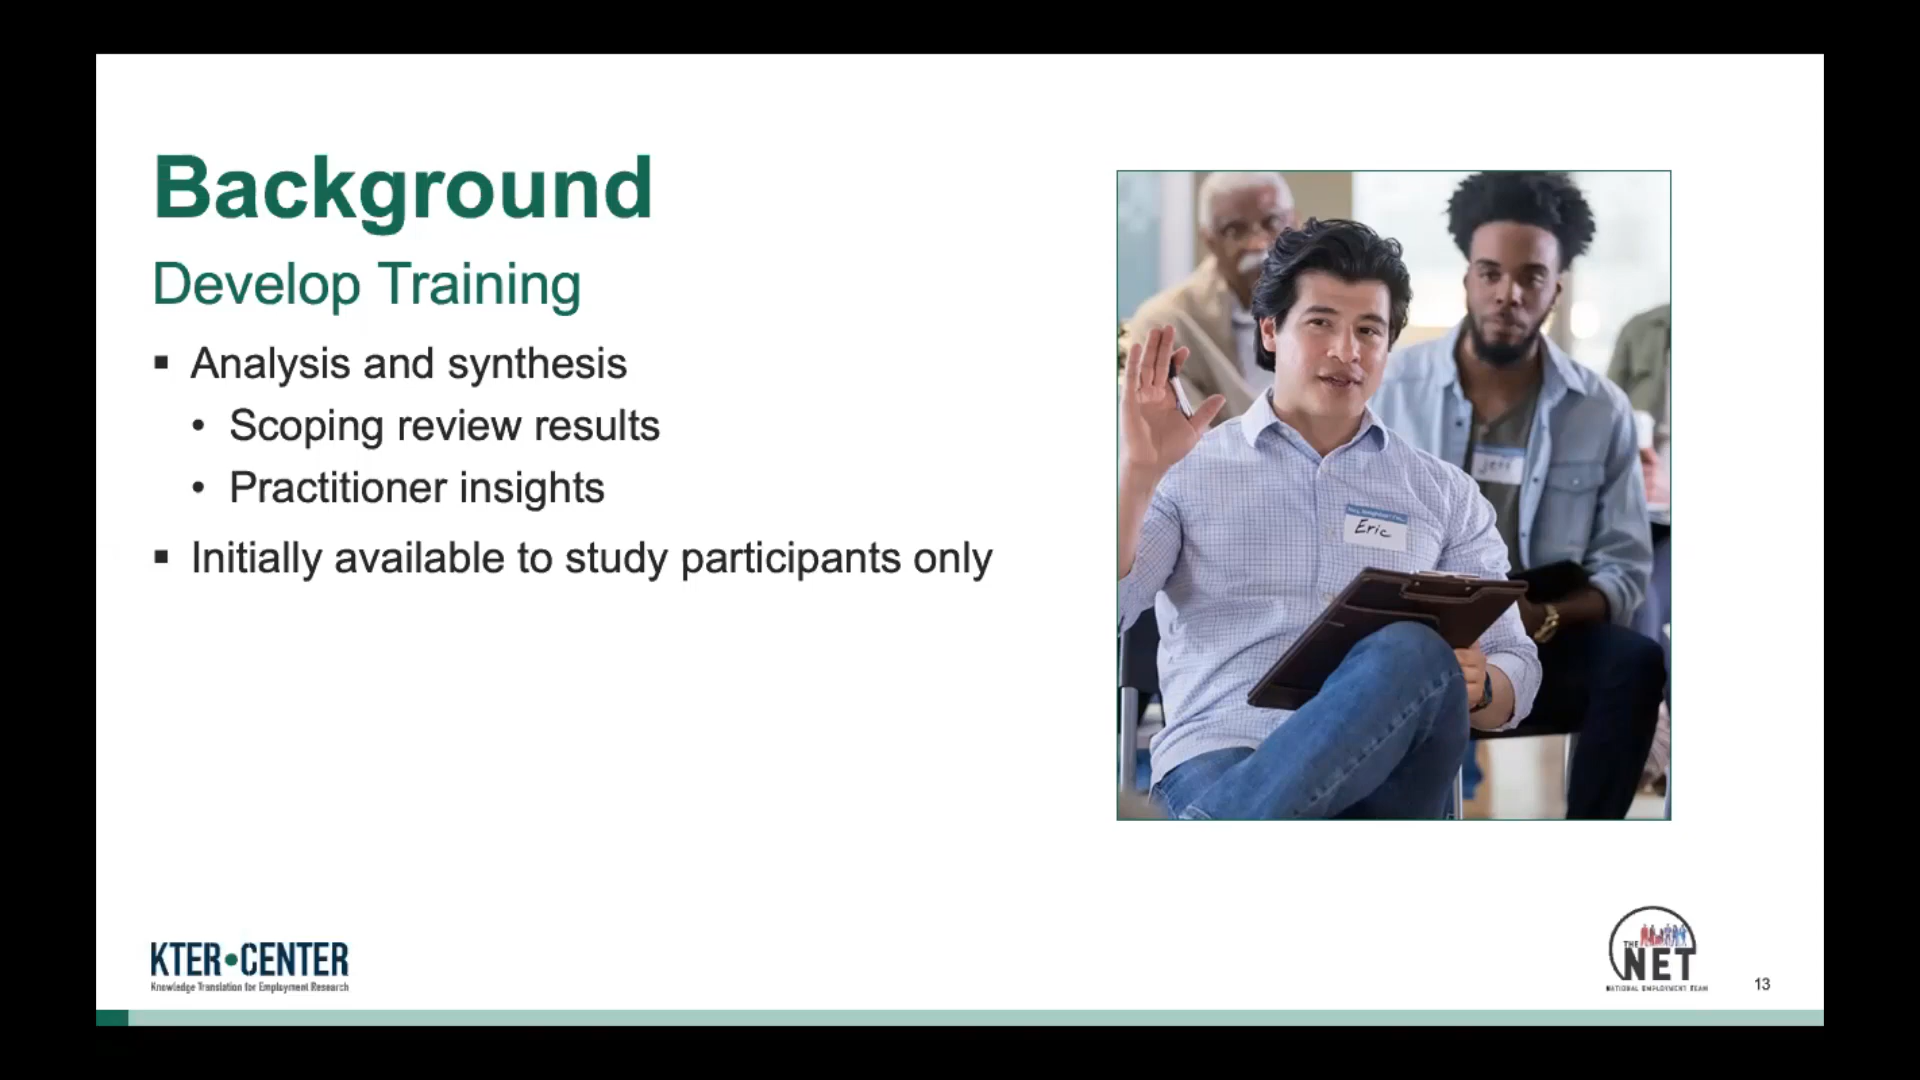 Background
Develop Training
▪ Analysis and synthesis
• Scoping review results
• Practitioner insights
▪ Initially available to study participants only
Jeff
Eric
KTER•CENTER
Knowledge Translation for Employment Research
THE
NET
NATIONAL EMPLOYMENT TEAM
13